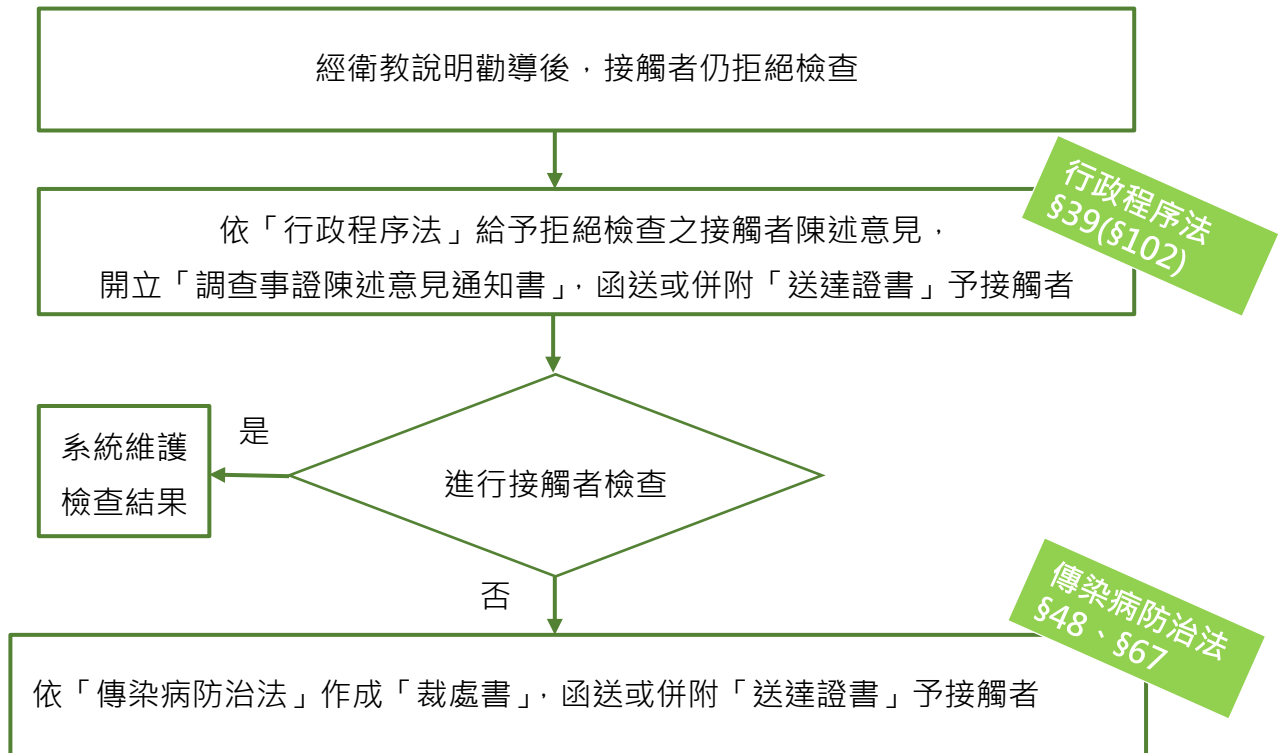 經衛教說明勸導後，接觸者仍拒絕檢查
行政程序法
§39(§102)
依「行政程序法」給予拒絕檢查之接觸者陳述意見，
開立「調查事證陳述意見通知書」，函送或併附「送達證書」予接觸者
是
系統維護
檢查結果
進行接觸者檢查
否
傳染病防治法
§48、§67
依「傳染病防治法」作成「裁處書」，函送或併附「送達證書」予接觸者